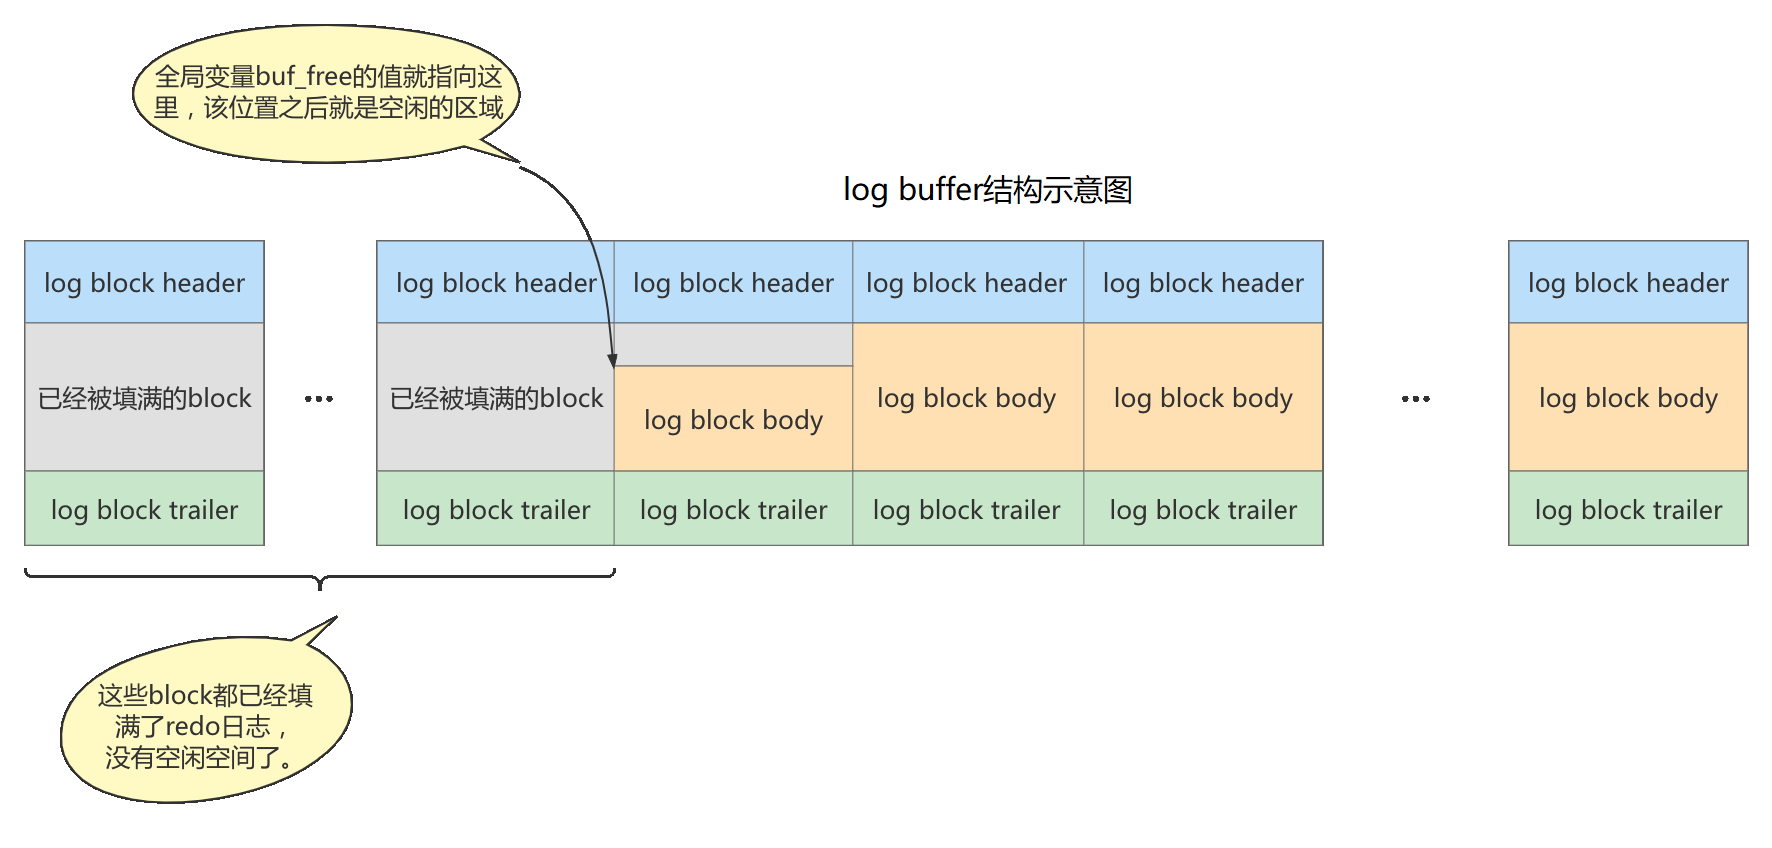 全局变量buf_free的值就指向这
里，该位置之后就是空闲的区域
log buffer结构示意图
log block header
log block header
log block header
log block header
log block header
log block header
已经被填满的block
...
已经被填满的block
log block body
log block body
log block body
...
log block body
log block trailer
log block trailer
log block trailer
log block trailer
log block trailer
log block trailer
这些block都已经填
满了redo日志，
没有空闲空间了。